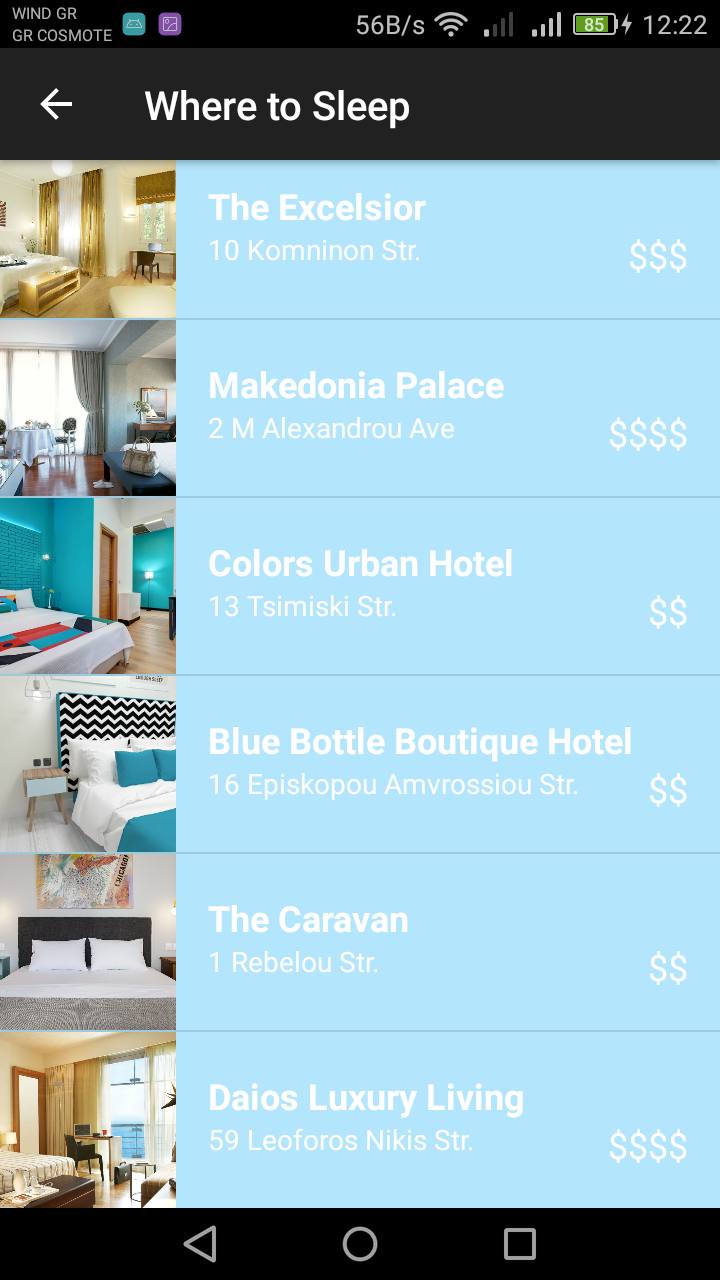 WIND GR
GR COSMOTE
56B/s
85
12:22
Where to Sleep
The Excelsior
10 Komninon Str.
$$$
Makedonia Palace
2 M Alexandrou Ave
$$$$
Colors Urban Hotel
13 Tsimiski Str.
$$
Blue Bottle Boutique Hotel
16 Episkopou Amvrossiou Str.
$$
CHICAGO
The Caravan
1 Rebelou Str.
$$
Daios Luxury Living
59 Leoforos Nikis Str.
$$$$